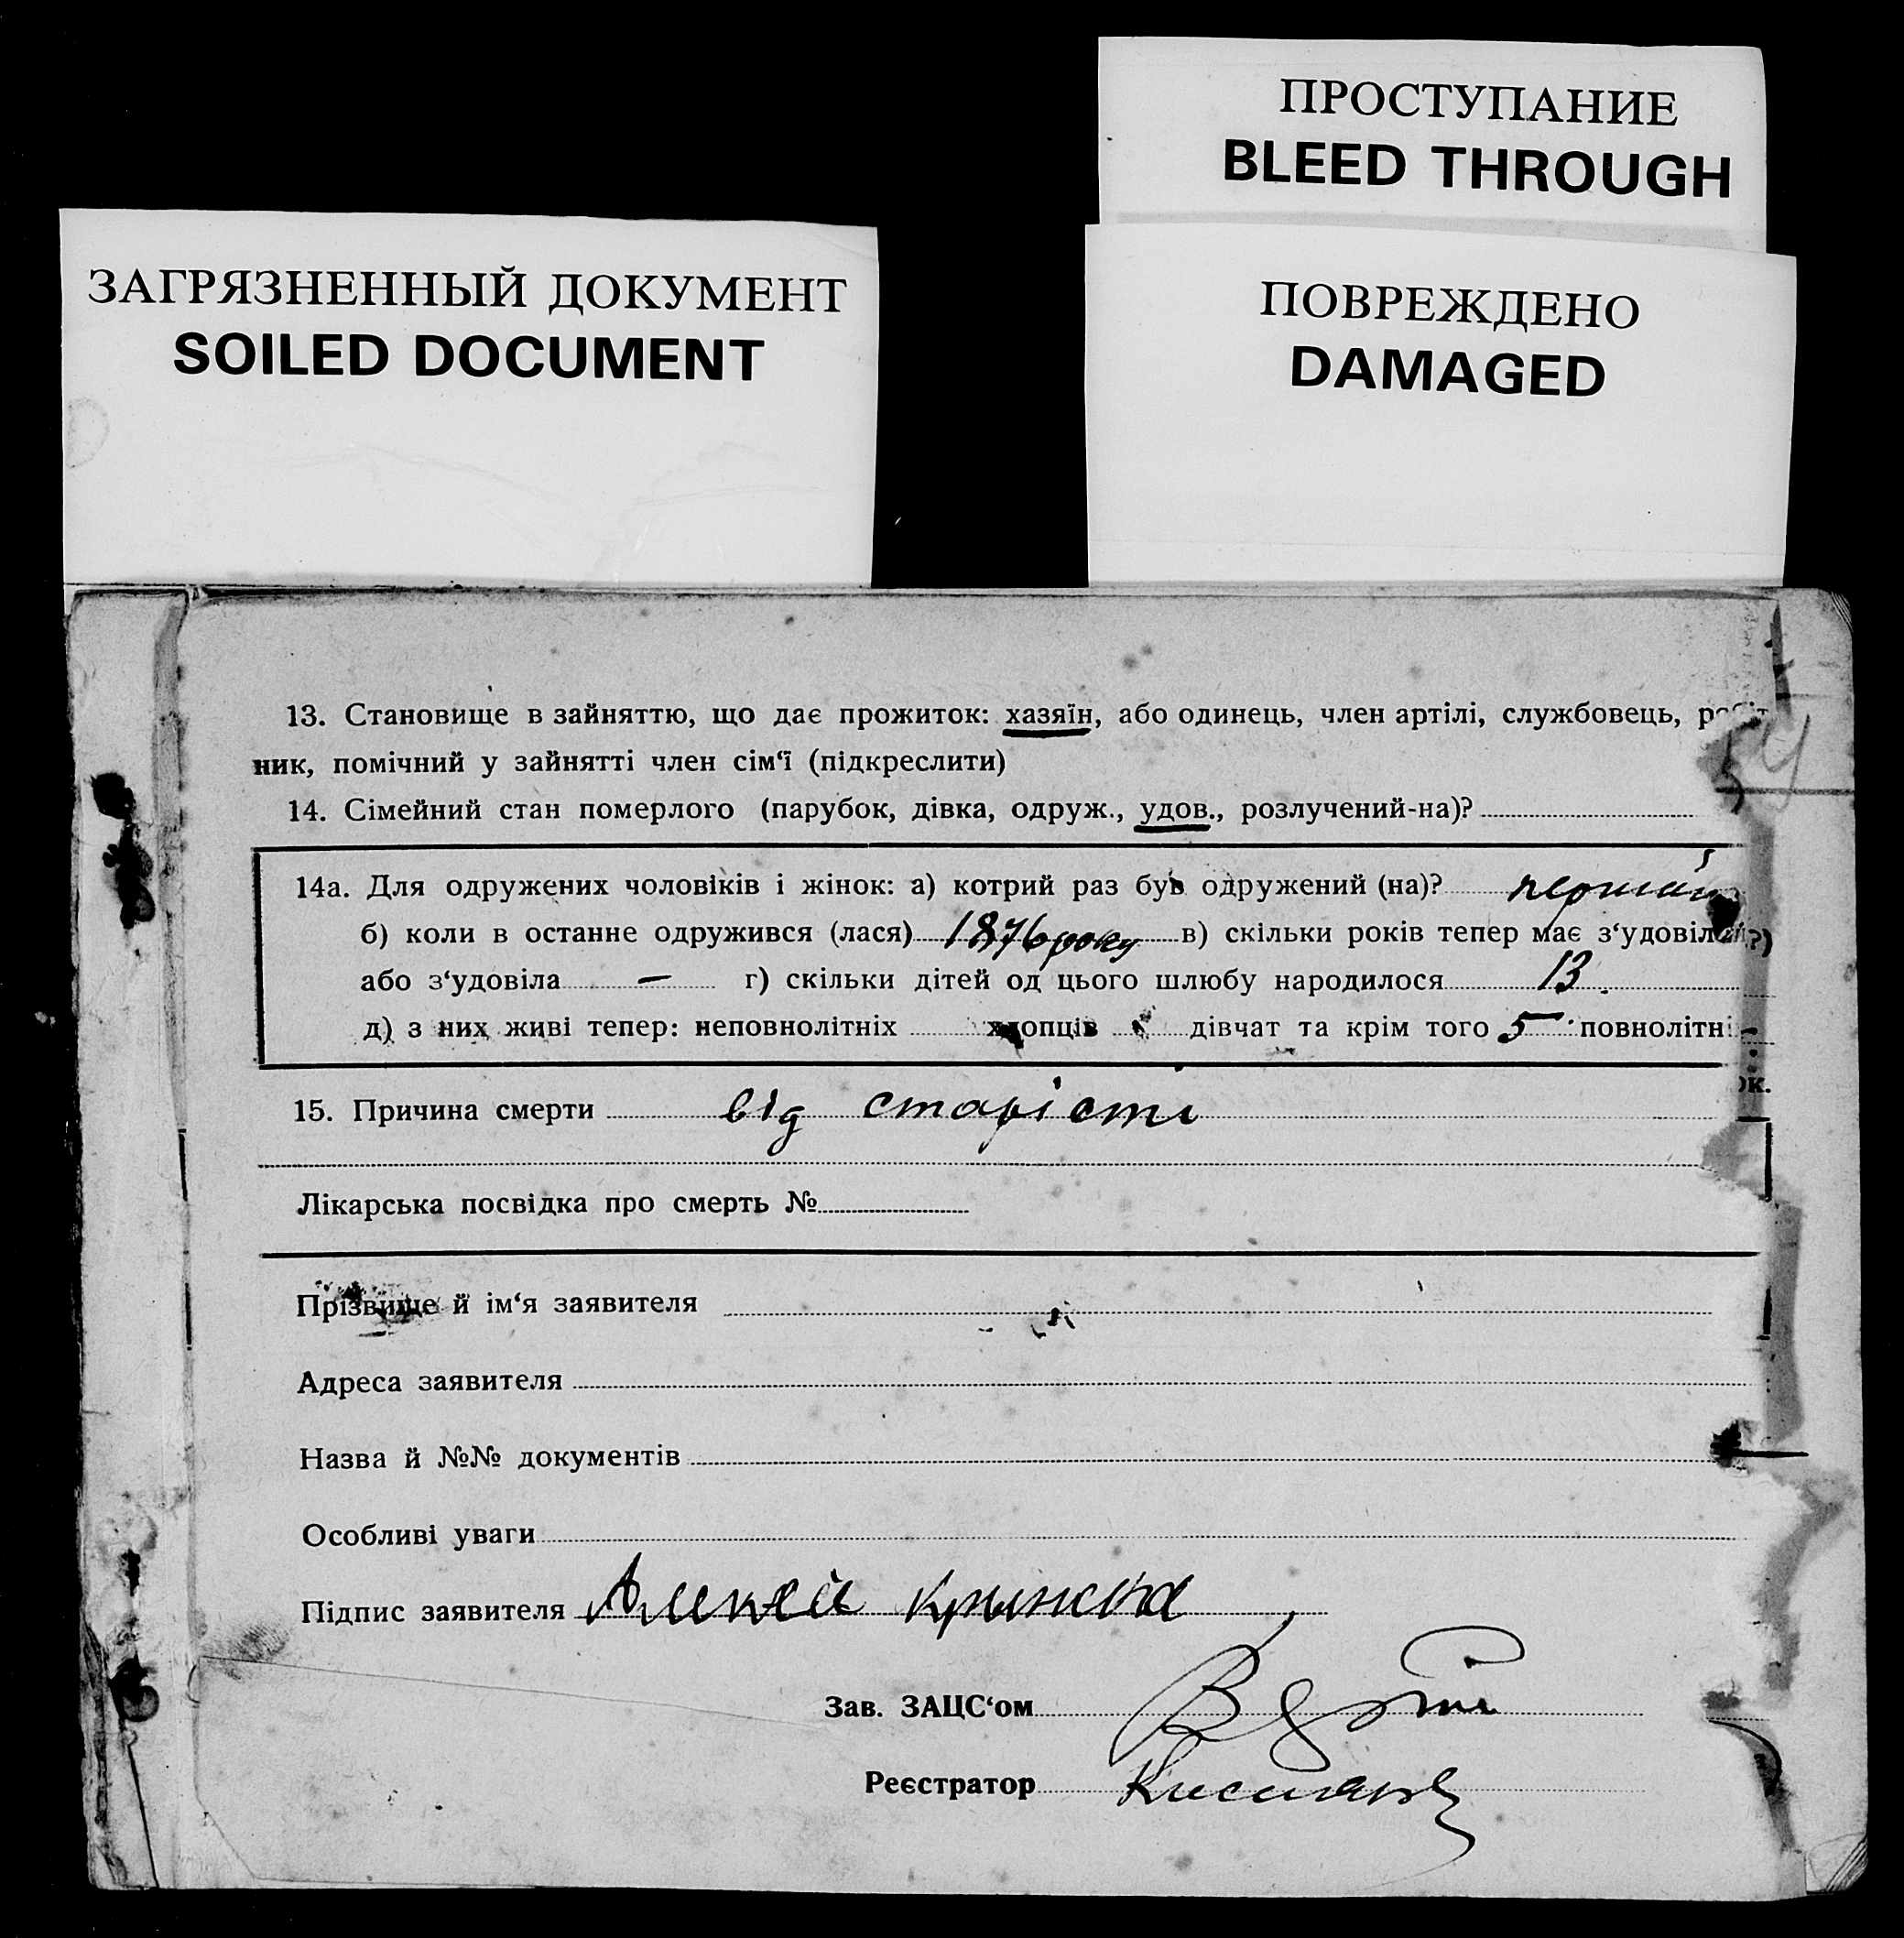 ПРОСТУПАНИЕ
BLEED THROUGH
ЗАГРЯЗНЕННЫЙ ДОКУМЕНТ
SOILED DOCUMENT
ПОВРЕЖДЕНО
DAMAGED
13. Становище в зайняттю, що дає прожиток: хазяїн, або одинець, член артілі, службовець, робіт
ник, помічний у зайнятті член сім‘ї (підкреслити)
14. Сімейний стан померлого (парубок, дівка, одруж., удов., розлучений-на)?
14а. Для одружених чоловіків і жінок: а) котрий раз був одружений (на)? перший
б) коли в останне одружився (лася) 1876 року в) скільки років тепер має з‘удовілий?)
або з‘удовіла — г) скільки дітей од цього шлюбу народилося 13.
д) з них живі тепер: неповнолітніх хлопців дівчат та крім того 5 повнолітні
ок.
15. Причина смерти від старісті
Лікарська посвідка про смерть №
Прізвище й ім‘я заявителя
Адреса заявителя
Назва й №№ документів
Особливі уваги
Підпис заявителя
Зав. ЗАЦС‘ом
Реєстратор